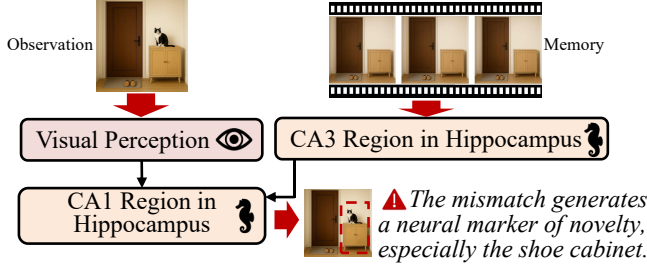 Observation
Memory
Visual Perception
CA3 Region in Hippocampus
CA1 Region in
Hippocampus
The mismatch generates
a neural marker of novelty,
especially the shoe cabinet.